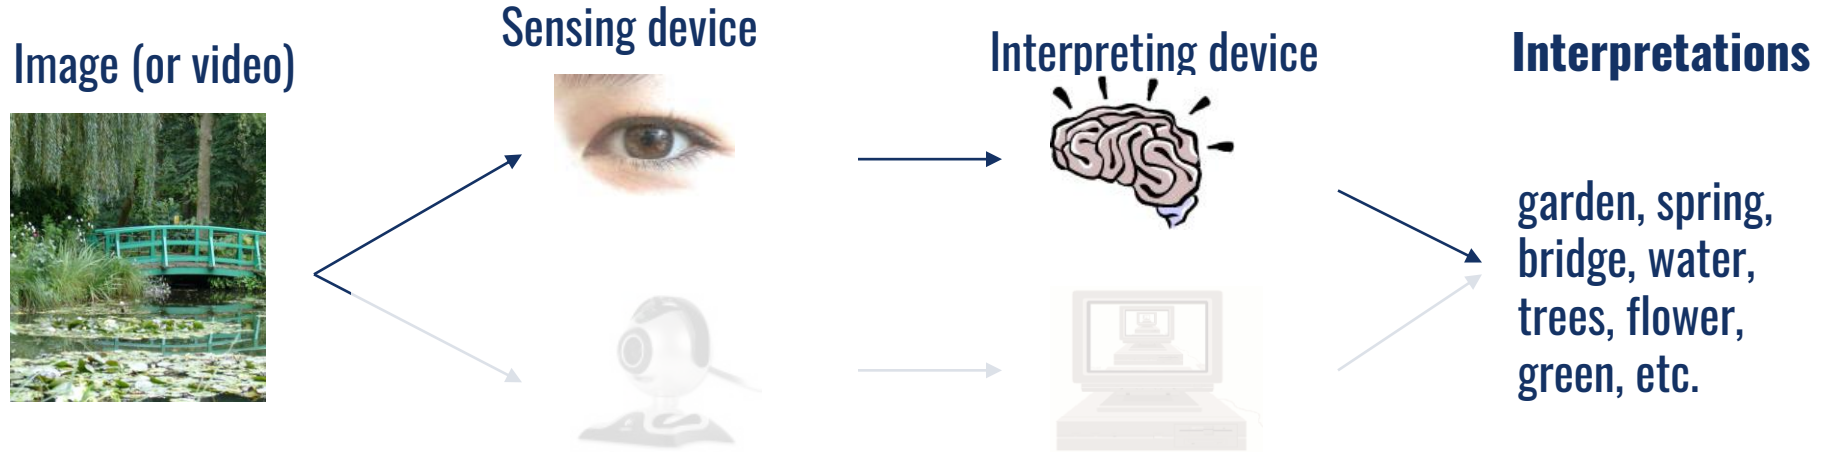 Image (or video)
Sensing device
Interpreting device
Interpretations
garden, spring,
bridge, water,
trees, flower,
green, etc.